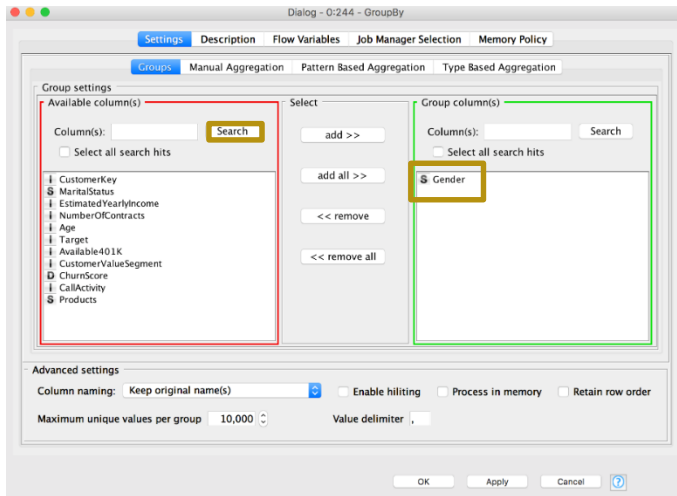 Dialog - 0:244 - GroupBy
Settings Description Flow Variables Job Manager Selection Memory Policy
Groups Manual Aggregation Pattern Based Aggregation Type Based Aggregation
Group settings
Available column(s)
Column(s): Search
Select all search hits
I CustomerKey
S MaritalStatus
I EstimatedYearlyIncome
I NumberOfContracts
I Age
I Target
I Available401K
I CustomerValueSegment
D ChurnScore
I CallActivity
S Products
Select
add >>
add all >>
<< remove
<< remove all
Group column(s)
Column(s): Search
Select all search hits
S Gender
Advanced settings
Column naming: Keep original name(s) Enable hiliting Process in memory Retain row order
Maximum unique values per group 10,000 Value delimiter ,
OK Apply Cancel ?